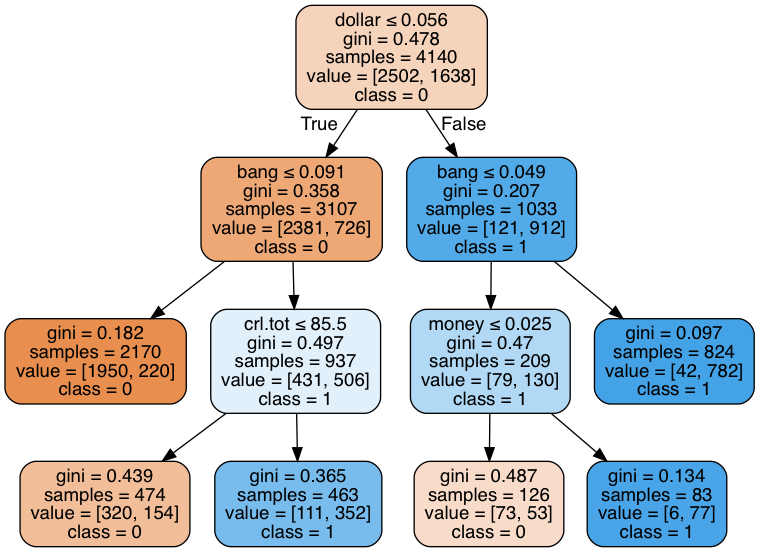 dollar ≤ 0.056
gini = 0.478
samples = 4140
value = [2502, 1638]
class = 0
True
False
bang ≤ 0.091
gini = 0.358
samples = 3107
value = [2381, 726]
class = 0
bang ≤ 0.049
gini = 0.207
samples = 1033
value = [121, 912]
class = 1
gini = 0.182
samples = 2170
value = [1950, 220]
class = 0
crl.tot ≤ 85.5
gini = 0.497
samples = 937
value = [431, 506]
class = 1
money ≤ 0.025
gini = 0.47
samples = 209
value = [79, 130]
class = 1
gini = 0.097
samples = 824
value = [42, 782]
class = 1
gini = 0.439
samples = 474
value = [320, 154]
class = 0
gini = 0.365
samples = 463
value = [111, 352]
class = 1
gini = 0.487
samples = 126
value = [73, 53]
class = 0
gini = 0.134
samples = 83
value = [6, 77]
class = 1